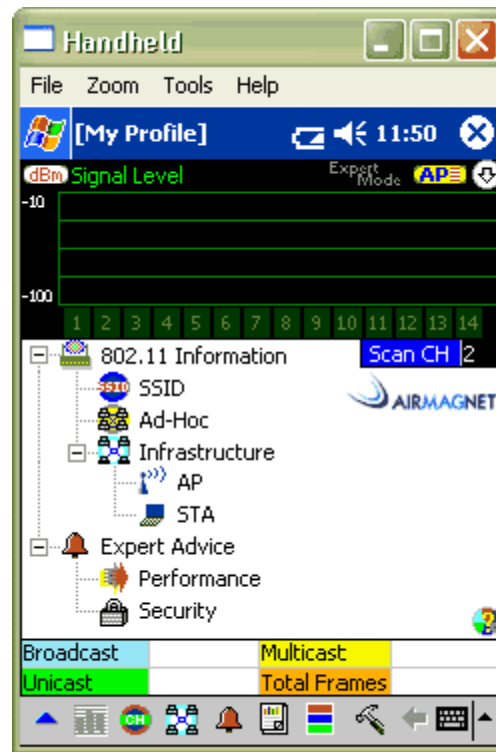 Handheld
File Zoom Tools Help
[My Profile] 11:50
dBm Signal Level Expert Mode AP
-10
-100
1 2 3 4 5 6 7 8 9 10 11 12 13 14
802.11 Information Scan CH 2
SSID SSID
AIRMAGNET
Ad-Hoc
Infrastructure
AP
STA
Expert Advice
Performance
Security
Broadcast Multicast
Unicast Total Frames
CH